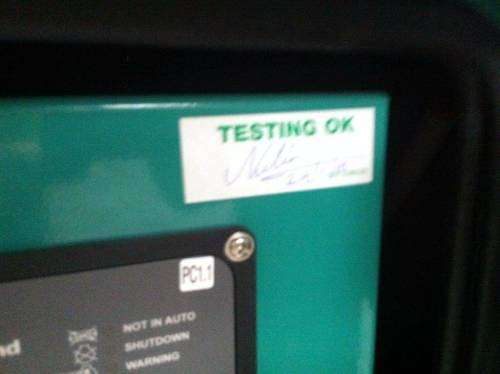 TESTING OK
PC1.1
NOT IN AUTO
SHUTDOWN
WARNING